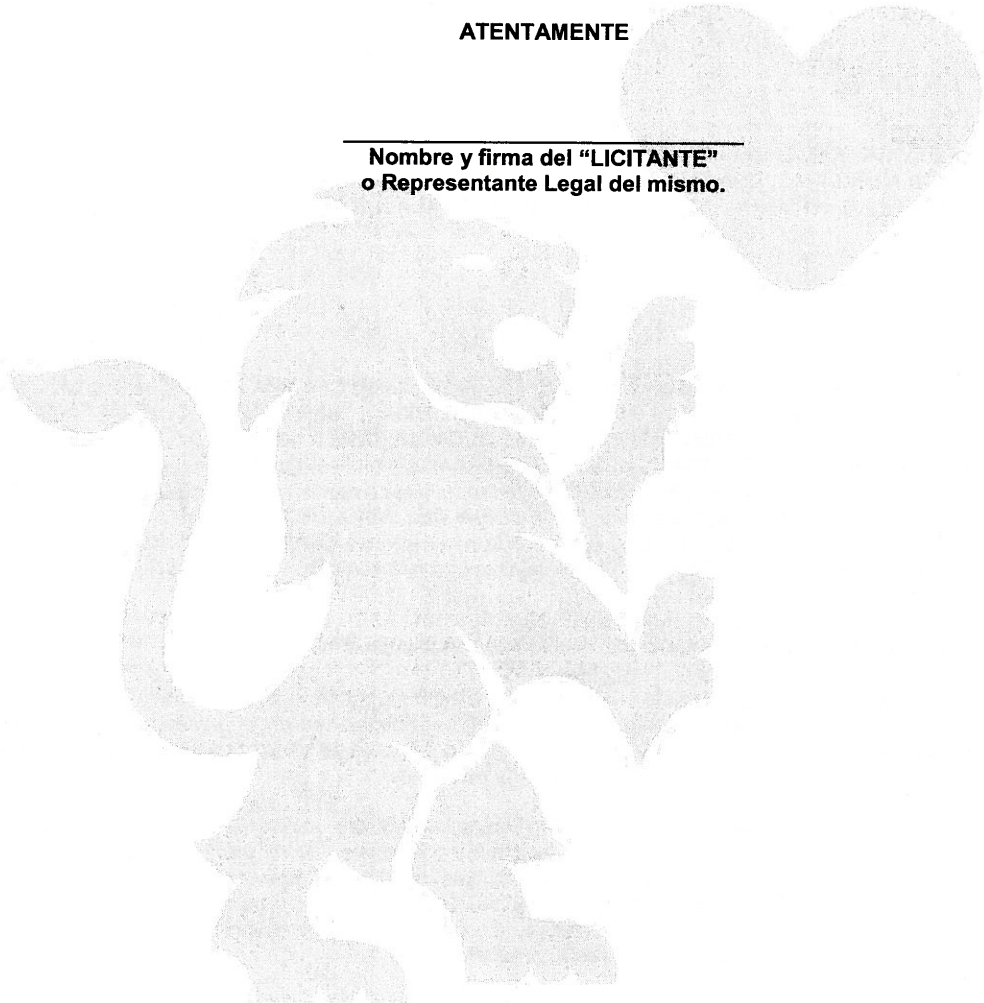 ATENTAMENTE
Nombre y firma del “LICITANTE”
o Representante Legal del mismo.